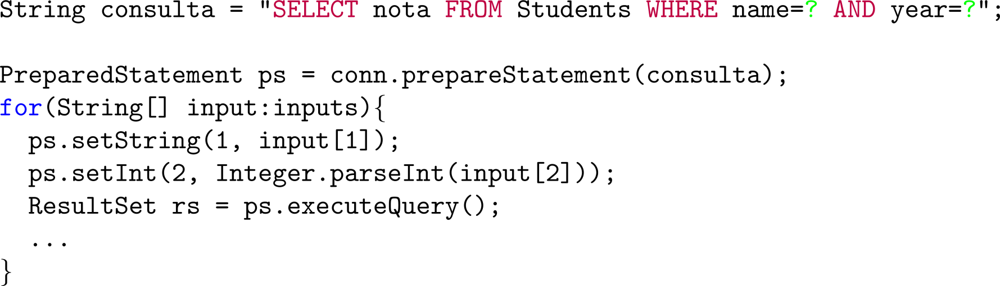 String consulta = "SELECT nota FROM Students WHERE name=? AND year=?";
PreparedStatement ps = conn.prepareStatement(consulta);
for(String[] input:inputs){
ps.setString(1, input[1]);
ps.setInt(2, Integer.parseInt(input[2]));
ResultSet rs = ps.executeQuery();
...
}